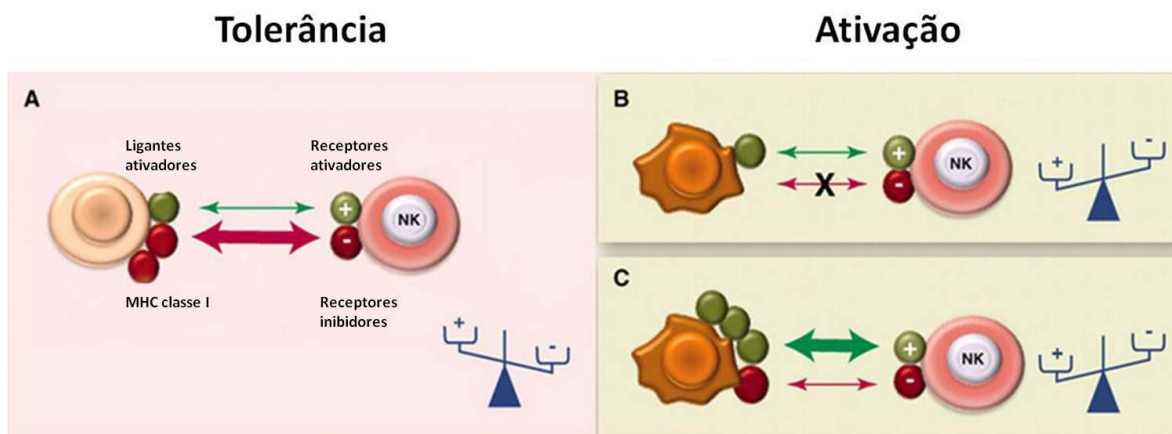 Tolerância
Ativação
A
Ligantes
ativadores
Receptores
ativadores
+
-
NK
MHC classe I
Receptores
inibidores
+
-
B
+
-
X
NK
+
-
C
+
-
NK
+
-